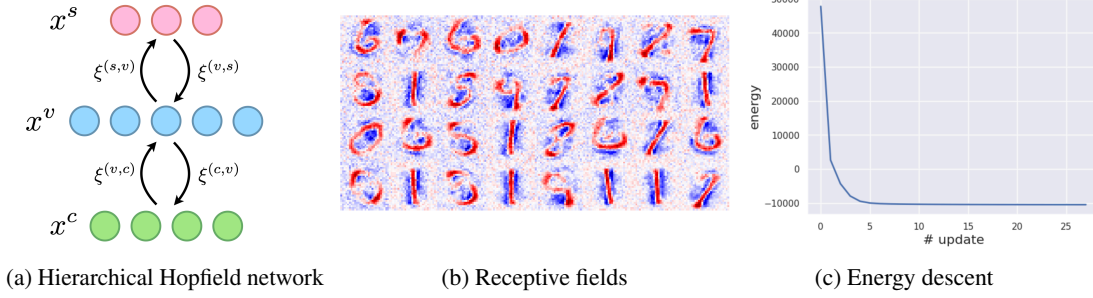 x^s
ξ^(s,v) ξ^(v,s)
x^v
ξ^(v,c) ξ^(c,v)
x^c
(a) Hierarchical Hopfield network
(b) Receptive fields
50000
40000
30000
20000
10000
0
−10000
energy
0 5 10 15 20 25
# update
(c) Energy descent